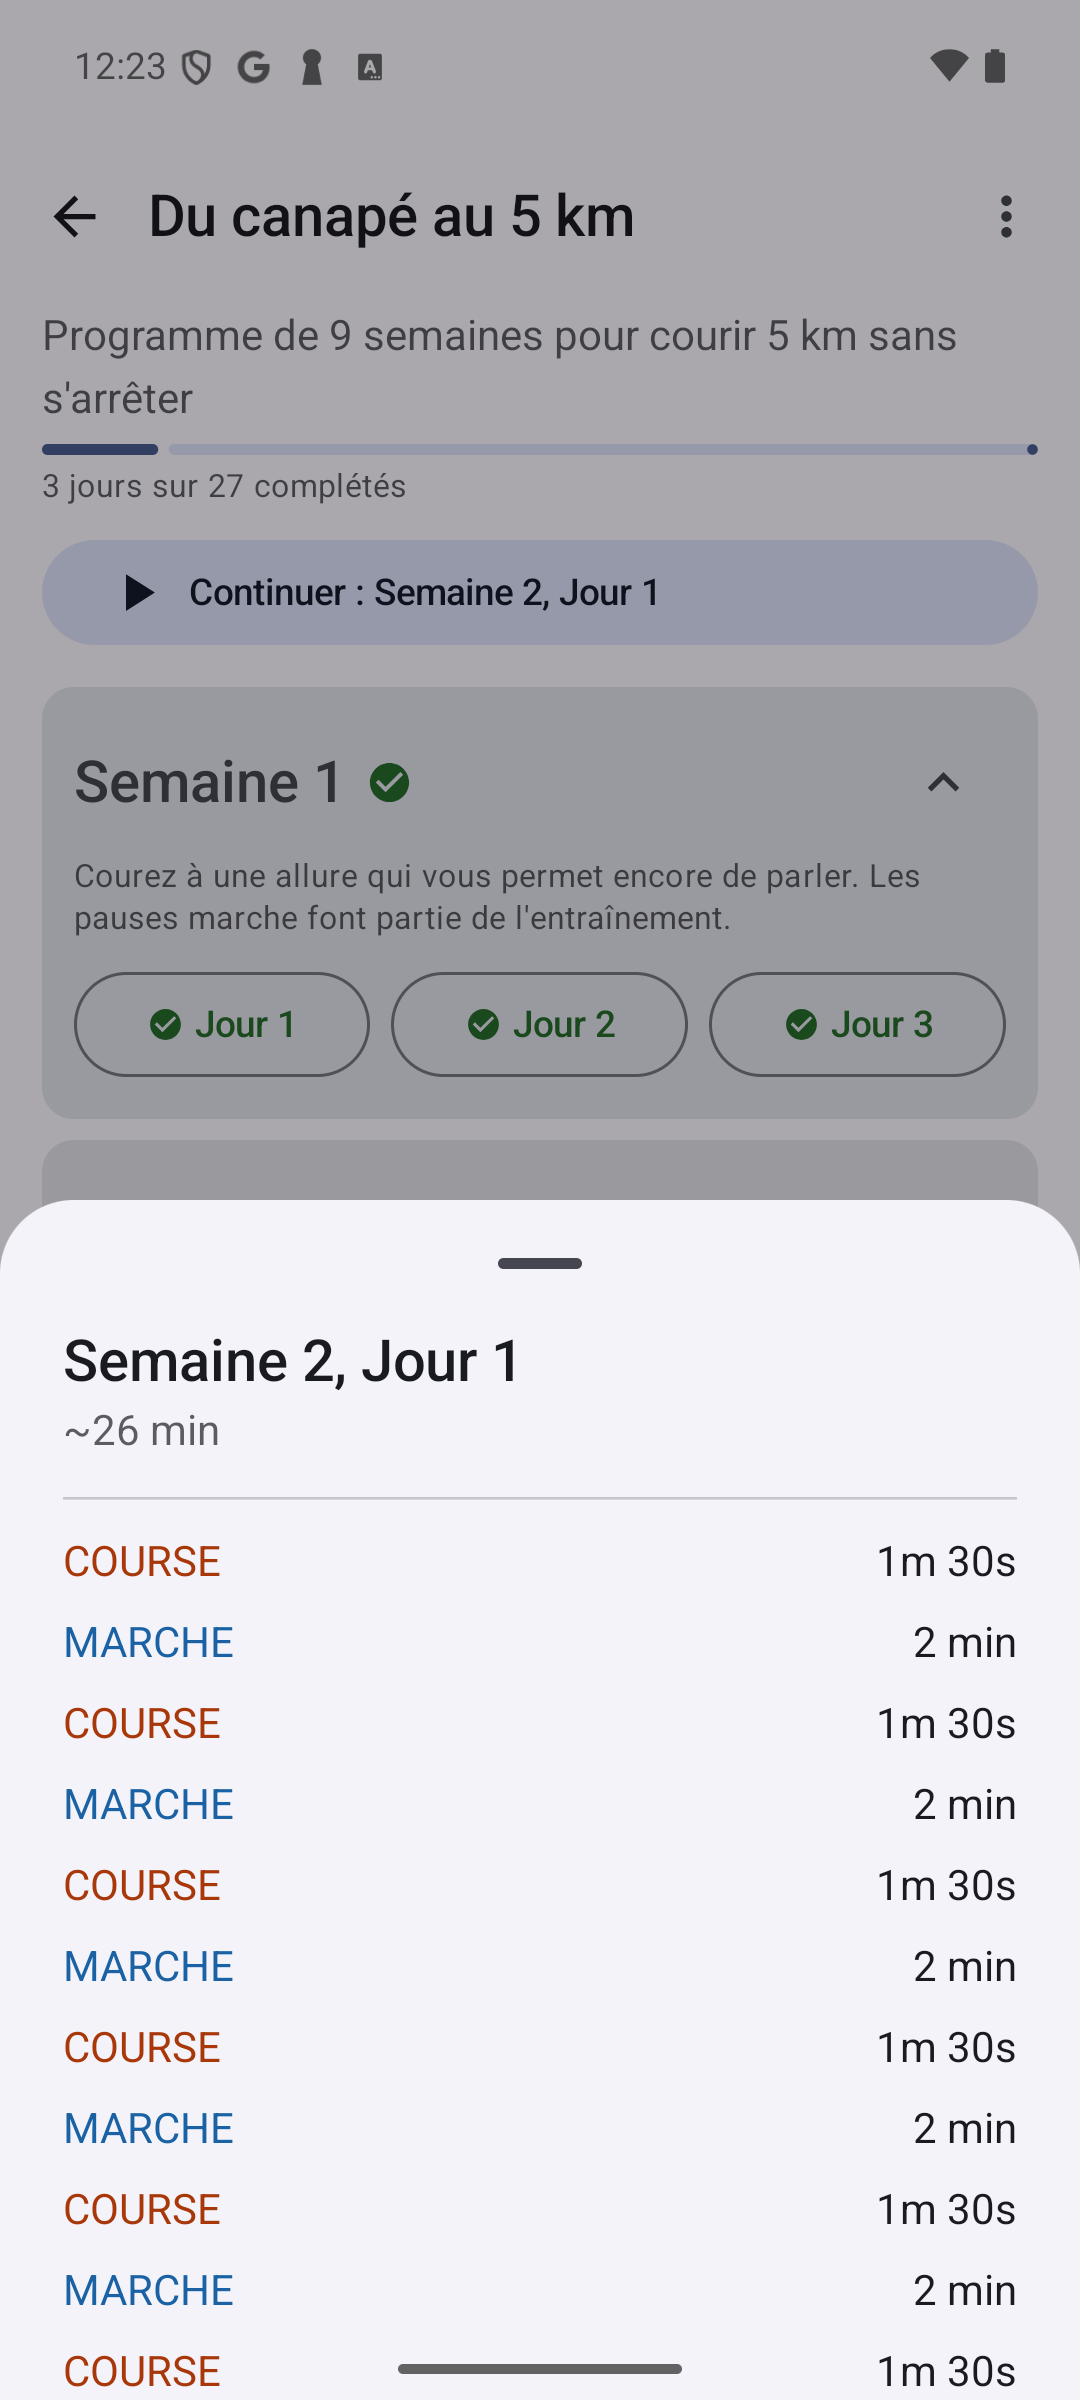 12:23
Du canapé au 5 km
Programme de 9 semaines pour courir 5 km sans
s'arrêter
3 jours sur 27 complétés
Continuer : Semaine 2, Jour 1
Semaine 1
Courez à une allure qui vous permet encore de parler. Les
pauses marche font partie de l'entraînement.
Jour 1 Jour 2 Jour 3
Semaine 2, Jour 1
~26 min
COURSE 1m 30s
MARCHE 2 min
COURSE 1m 30s
MARCHE 2 min
COURSE 1m 30s
MARCHE 2 min
COURSE 1m 30s
MARCHE 2 min
COURSE 1m 30s
MARCHE 2 min
COURSE 1m 30s